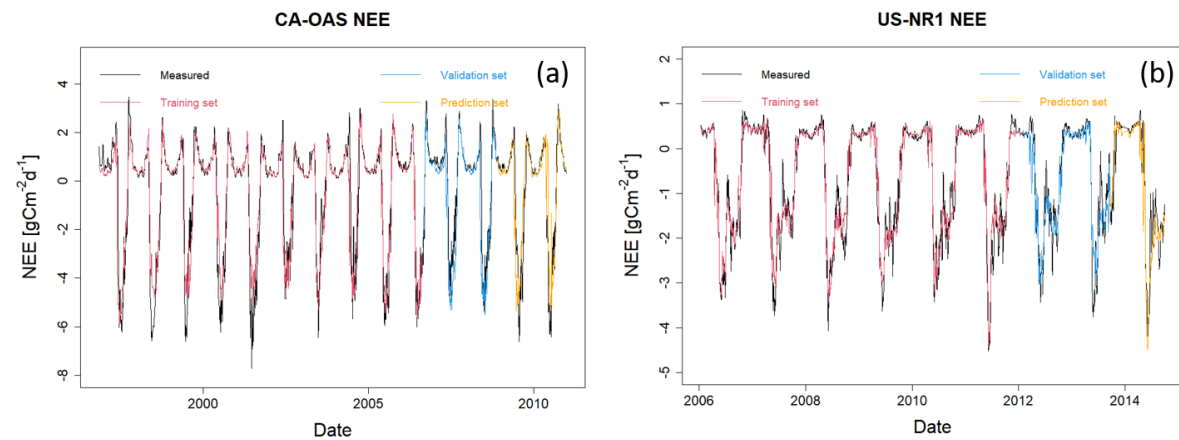 CA-OAS NEE
(a)
Measured
Training set
Validation set
Prediction set
NEE [gCm-2d-1]
4
2
0
-2
-4
-6
-8
2000 2005 2010
Date
US-NR1 NEE
(b)
Measured
Training set
Validation set
Prediction set
NEE [gCm-2d-1]
2
1
0
-1
-2
-3
-4
-5
2006 2008 2010 2012 2014
Date